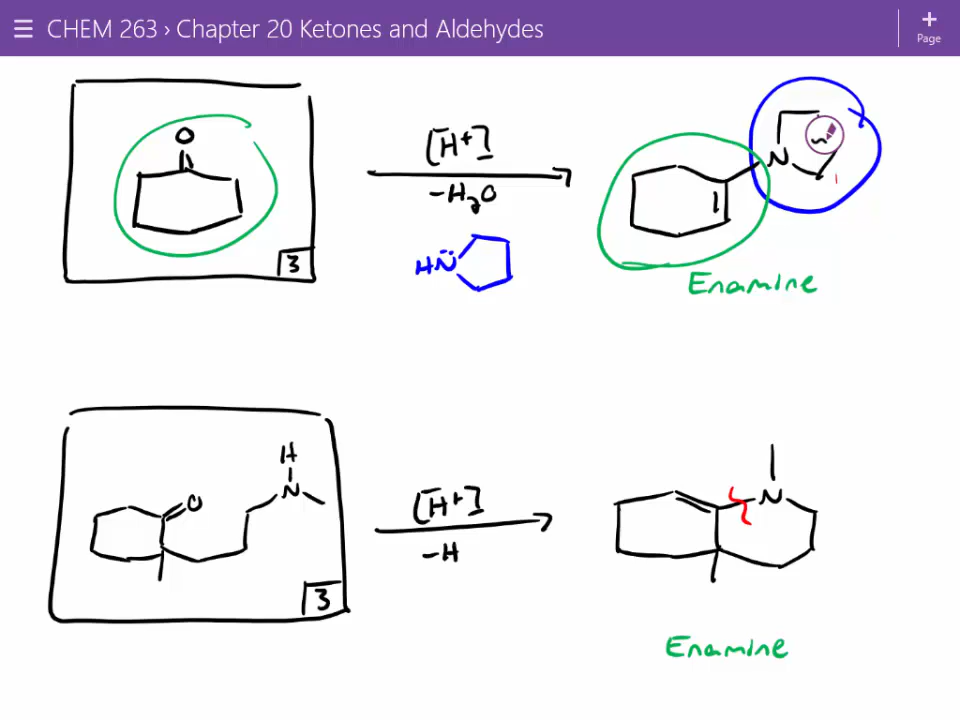 ☰ CHEM 263 › Chapter 20 Ketones and Aldehydes
+
Page
O
[H+]
-H2O
HN̈
3
N
Enamine
H
N
O
3
[H+]
-H
N
Enamine